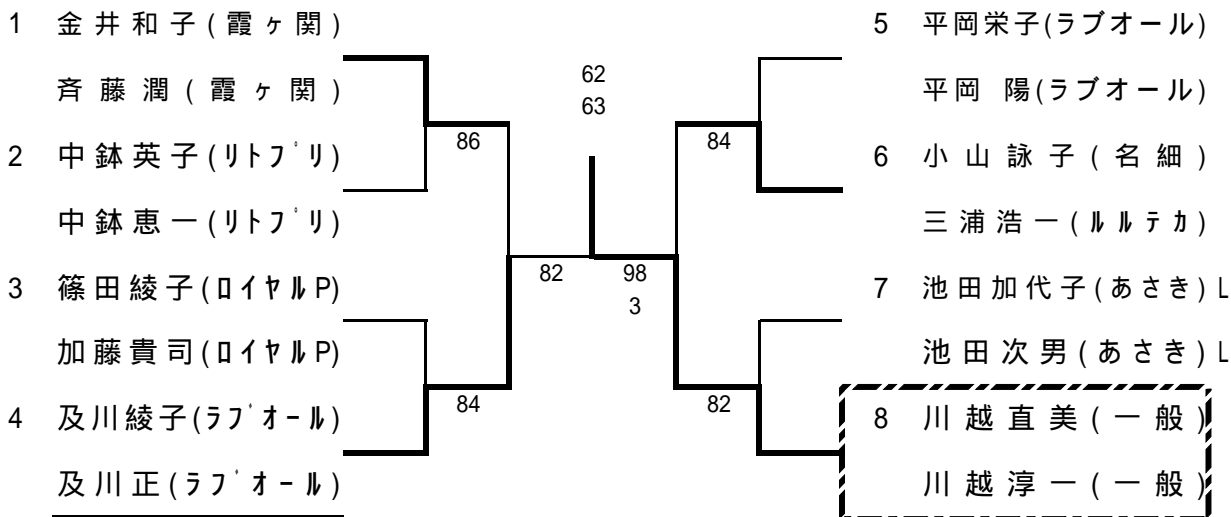 1 金井和子(霞ヶ関)
斉藤潤(霞ヶ関)
2 中鉢英子(ﾘﾄﾌﾟﾘ)
中鉢恵一(ﾘﾄﾌﾟﾘ)
3 篠田綾子(ﾛｲﾔﾙP)
加藤貴司(ﾛｲﾔﾙP)
4 及川綾子(ﾗﾌﾞｵｰﾙ)
及川正(ﾗﾌﾞｵｰﾙ)
86
84
82
62
63
98
3
84
82
5 平岡栄子(ラブオール)
平岡 陽(ラブオール)
6 小山詠子(名細)
三浦浩一(ﾙﾙﾃｶ)
7 池田加代子(あさき)L
池田次男(あさき)L
8 川越直美(一般)
川越淳一(一般)